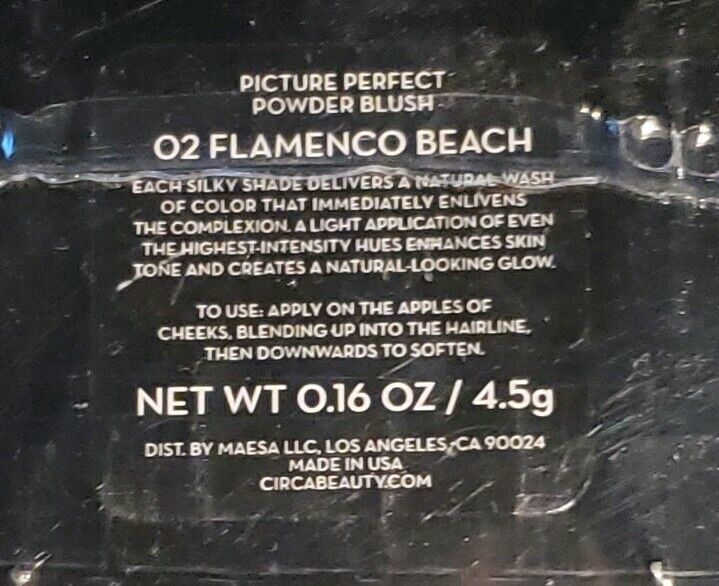 PICTURE PERFECT
POWDER BLUSH
02 FLAMENCO BEACH
EACH SILKY SHADE DELIVERS A NATURAL WASH
OF COLOR THAT IMMEDIATELY ENLIVENS
THE COMPLEXION. A LIGHT APPLICATION OF EVEN
THE HIGHEST-INTENSITY HUES ENHANCES SKIN
TONE AND CREATES A NATURAL-LOOKING GLOW.
TO USE: APPLY ON THE APPLES OF
CHEEKS, BLENDING UP INTO THE HAIRLINE,
THEN DOWNWARDS TO SOFTEN.
NET WT 0.16 OZ / 4.5g
DIST. BY MAESA LLC, LOS ANGELES, CA 90024
MADE IN USA
CIRCABEAUTY.COM